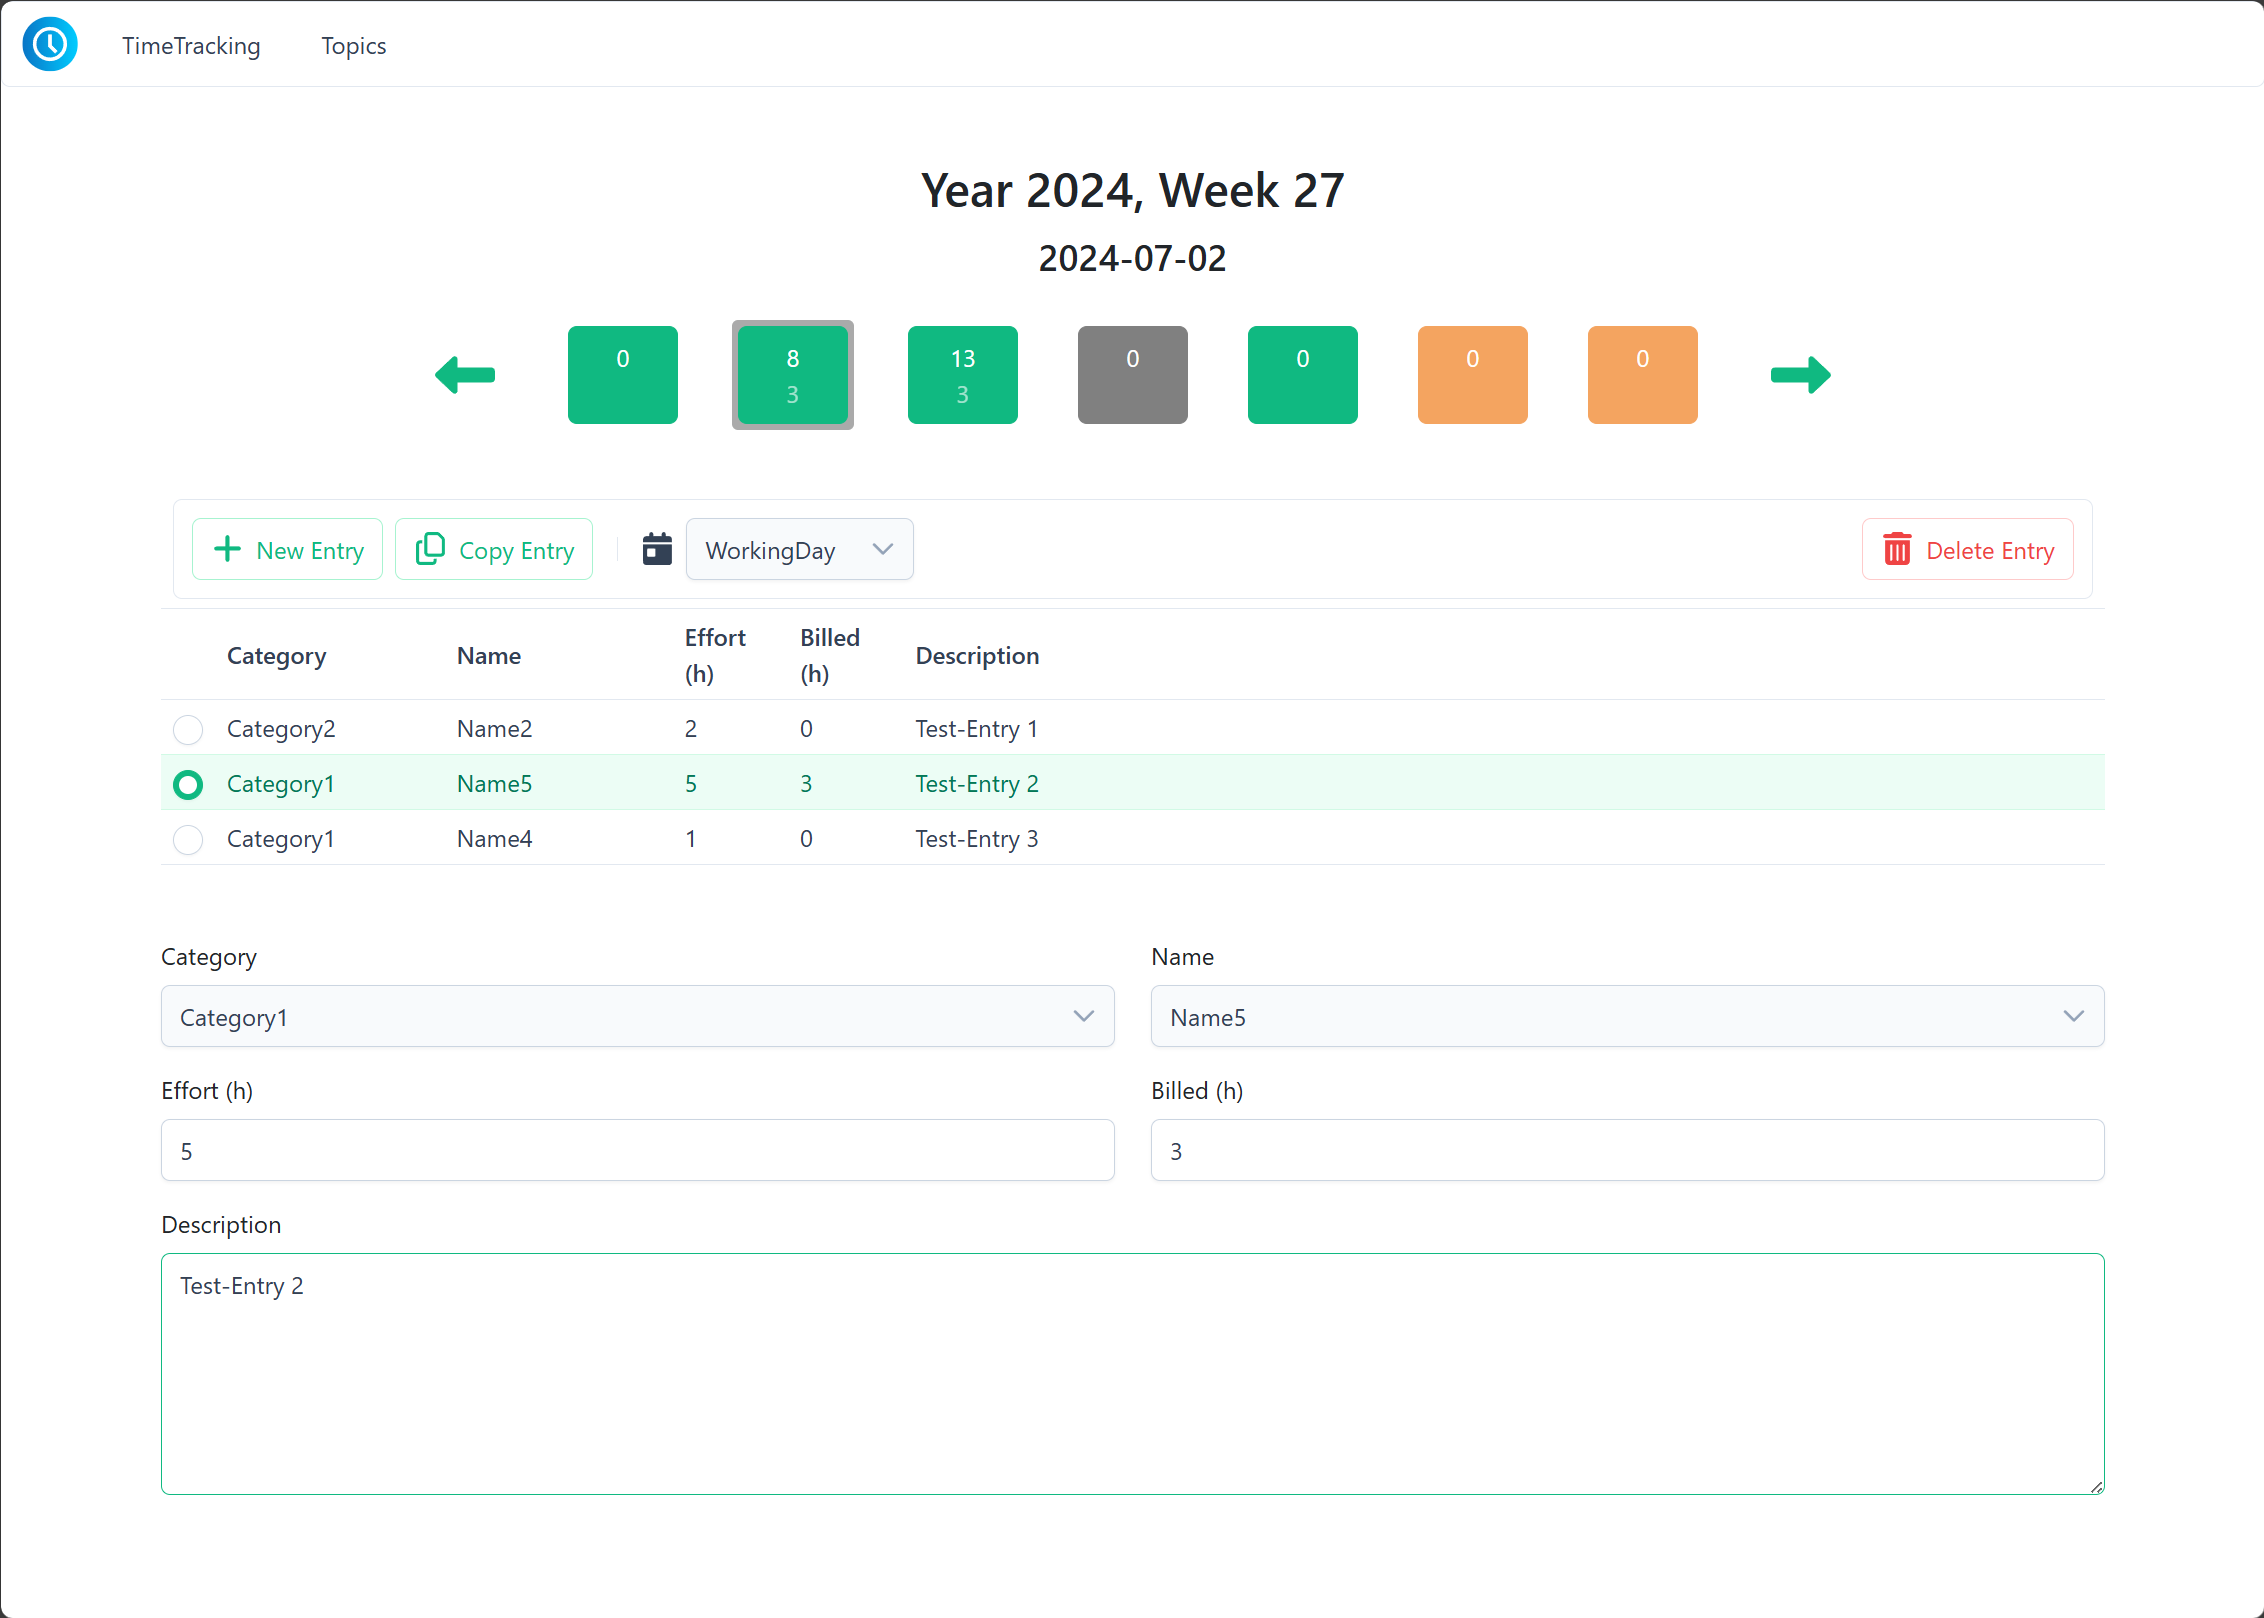 TimeTracking Topics
Year 2024, Week 27
2024-07-02
0 8 13 0 0 0 0
3 3
New Entry Copy Entry WorkingDay Delete Entry
Category Name Effort (h) Billed (h) Description
Category2 Name2 2 0 Test-Entry 1
Category1 Name5 5 3 Test-Entry 2
Category1 Name4 1 0 Test-Entry 3
Category Name
Category1 Name5
Effort (h) Billed (h)
5 3
Description
Test-Entry 2